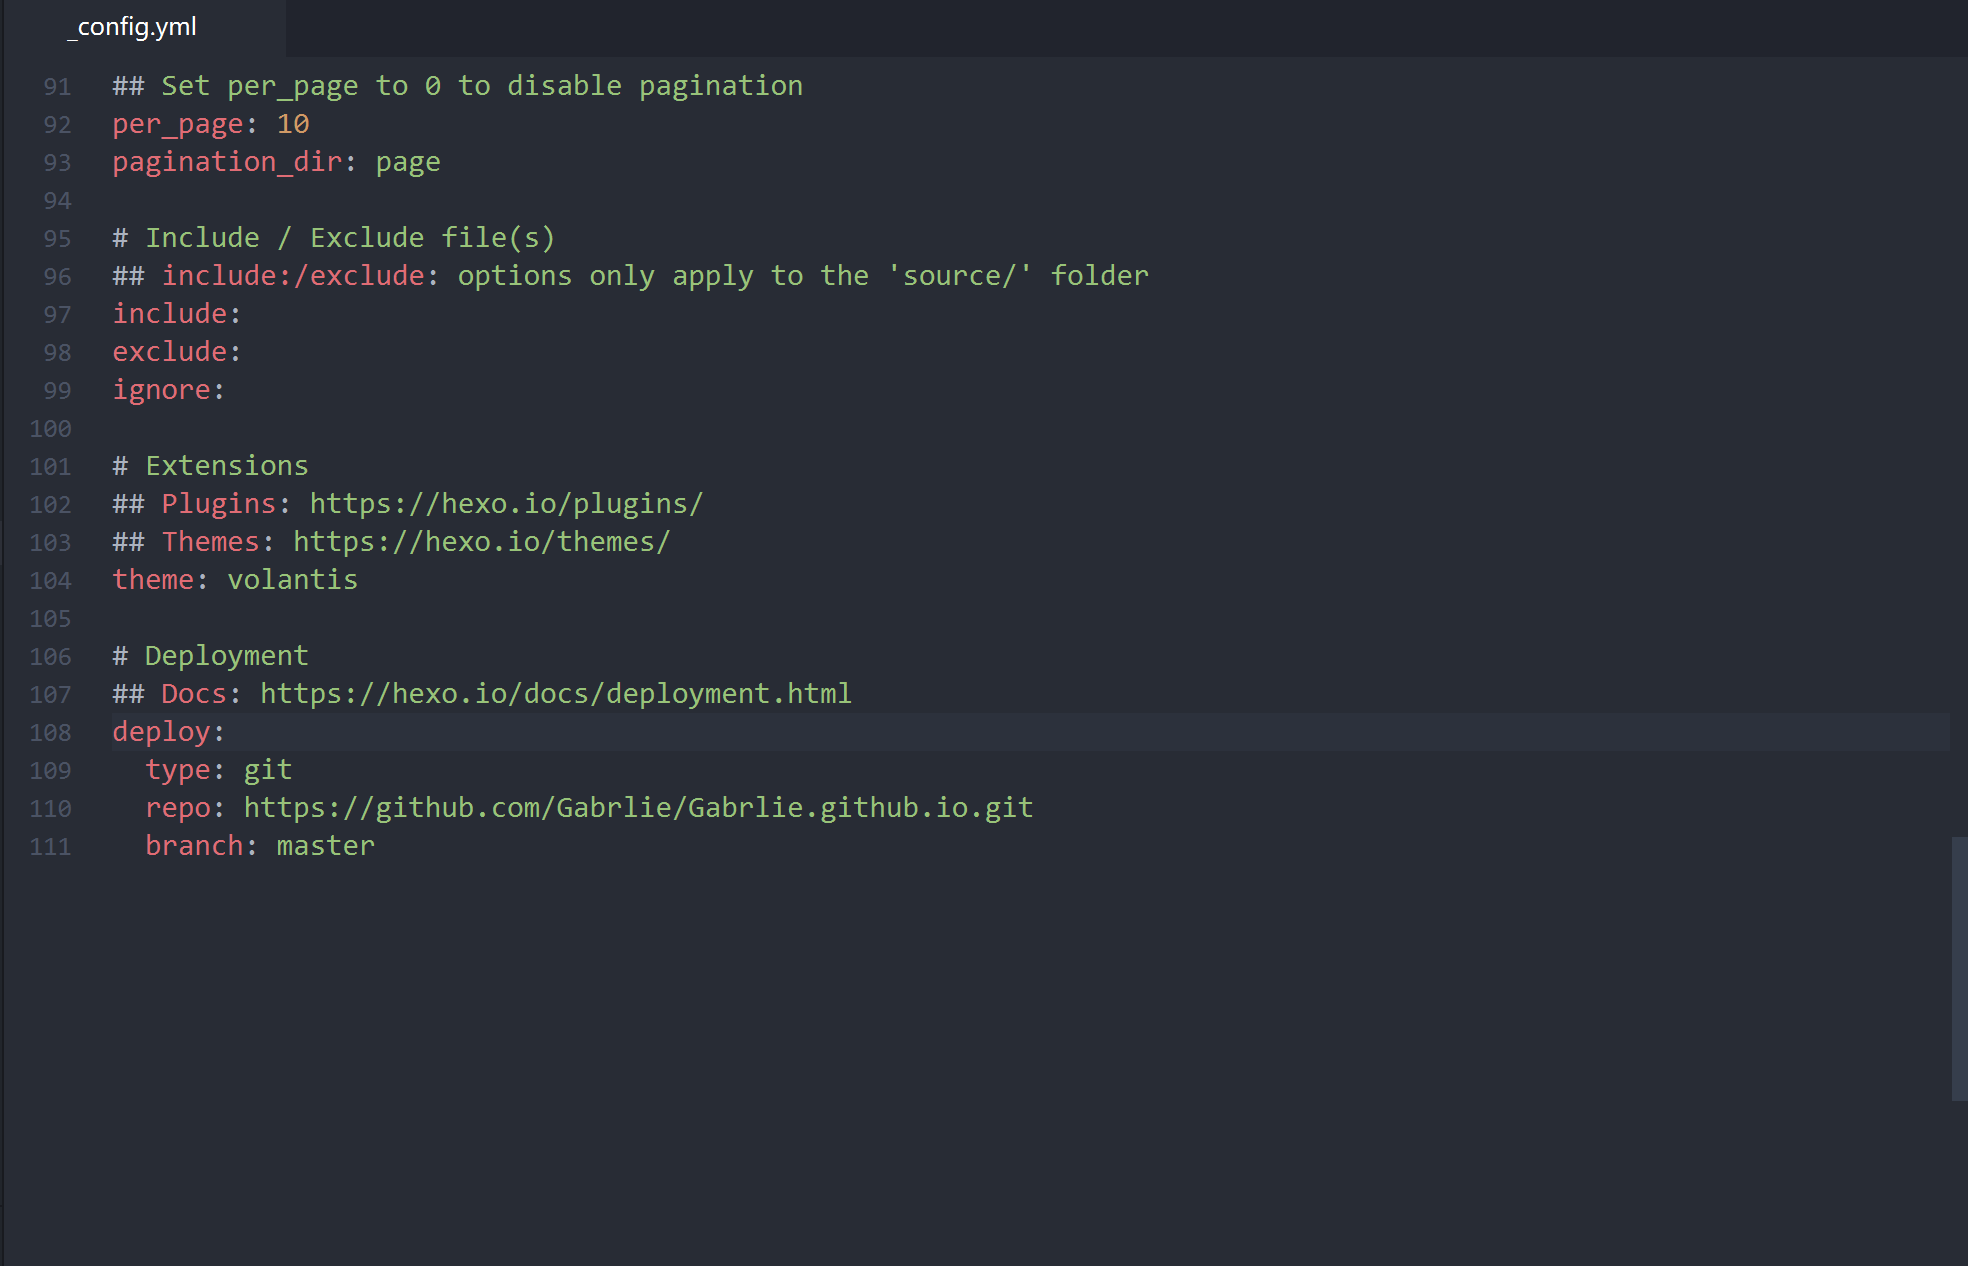 _config.yml
91 ## Set per_page to 0 to disable pagination
92 per_page: 10
93 pagination_dir: page
94
95 # Include / Exclude file(s)
96 ## include:/exclude: options only apply to the 'source/' folder
97 include:
98 exclude:
99 ignore:
100
101 # Extensions
102 ## Plugins: https://hexo.io/plugins/
103 ## Themes: https://hexo.io/themes/
104 theme: volantis
105
106 # Deployment
107 ## Docs: https://hexo.io/docs/deployment.html
108 deploy:
109   type: git
110   repo: https://github.com/Gabrlie/Gabrlie.github.io.git
111   branch: master